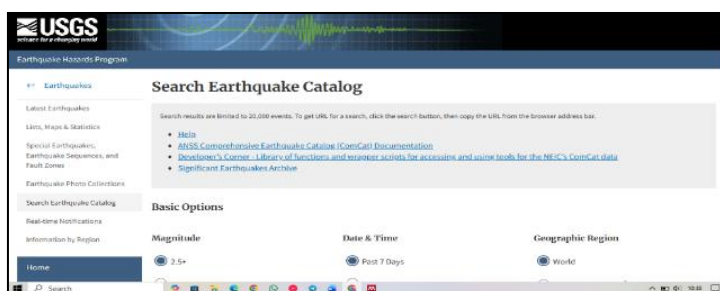 USGS
science for a changing world
Earthquake Hazards Program
Earthquakes
Latest Earthquakes
Lists, Maps & Statistics
Special Earthquakes,
Earthquake Sequences, and
Fault Zones
Earthquake Photo Collections
Search Earthquake Catalog
Real-time Notifications
Information by Region
Home
Search Earthquake Catalog
Search results are limited to 20,000 events. To get URL for a search, click the search button, then copy the URL from the browser address bar.
Help
ANSS Comprehensive Earthquake Catalog (ComCat) Documentation
Developer's Corner - Library of functions and wrapper scripts for accessing and using tools for the NEIC's ComCat data
Significant Earthquakes Archive
Basic Options
Magnitude
2.5+
Date & Time
Past 7 Days
Geographic Region
World
Search